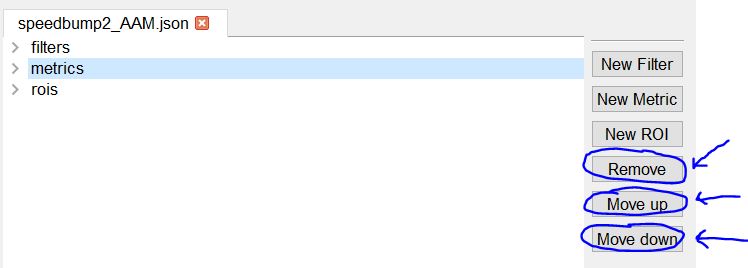 speedbump2_AAM.json
filters
metrics
rois
New Filter
New Metric
New ROI
Remove
Move up
Move down